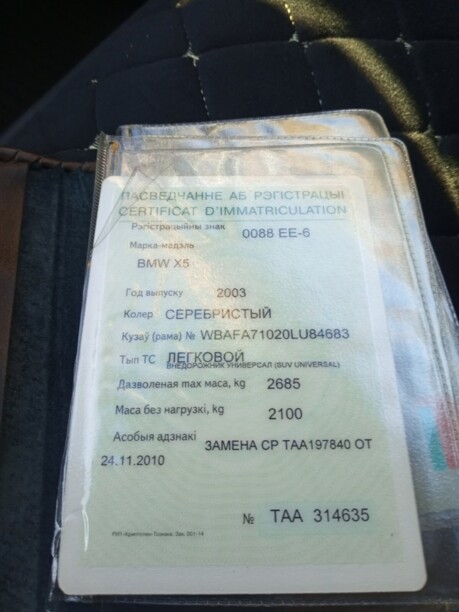 ПАСВЕДЧАННЕ АБ РЭГІСТРАЦЫІ
CERTIFICAT D'IMMATRICULATION
Рэгістрацыйны знак 0088 EE-6
Марка-мадэль
BMW X5
Год выпуску 2003
Колер СЕРЕБРИСТЫЙ
Кузаў (рама) № WBAFA71020LU84683
Тып ТС ЛЕГКОВОЙ
ВНЕДОРОЖНИК УНИВЕРСАЛ (SUV UNIVERSAL)
Дазволеная max маса, kg 2685
Маса без нагрузкі, kg 2100
Асобыя адзнакі ЗАМЕНА СР ТАА197840 ОТ
24.11.2010
№ ТАА 314635